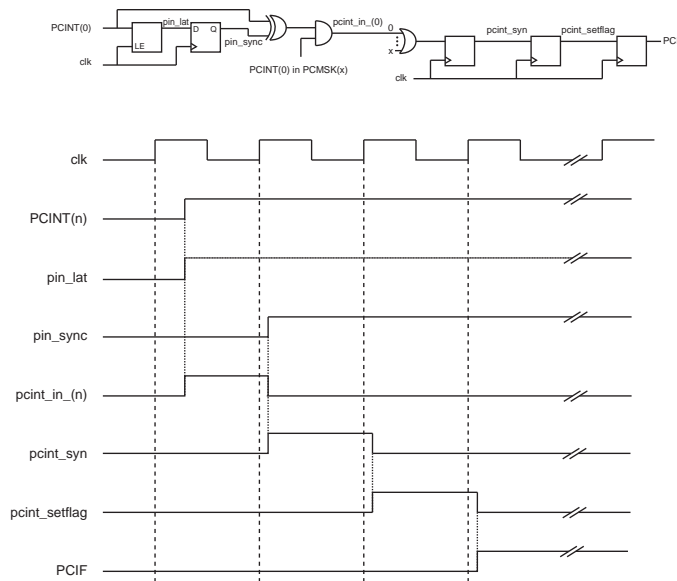 PCINT(0)
pin_lat
LE
D Q
pin_sync
clk
pcint_in_(0)
PCINT(0) in PCMSK(x)
0
x
clk
pcint_syn
pcint_setflag
PC
clk
PCINT(n)
pin_lat
pin_sync
pcint_in_(n)
pcint_syn
pcint_setflag
PCIF